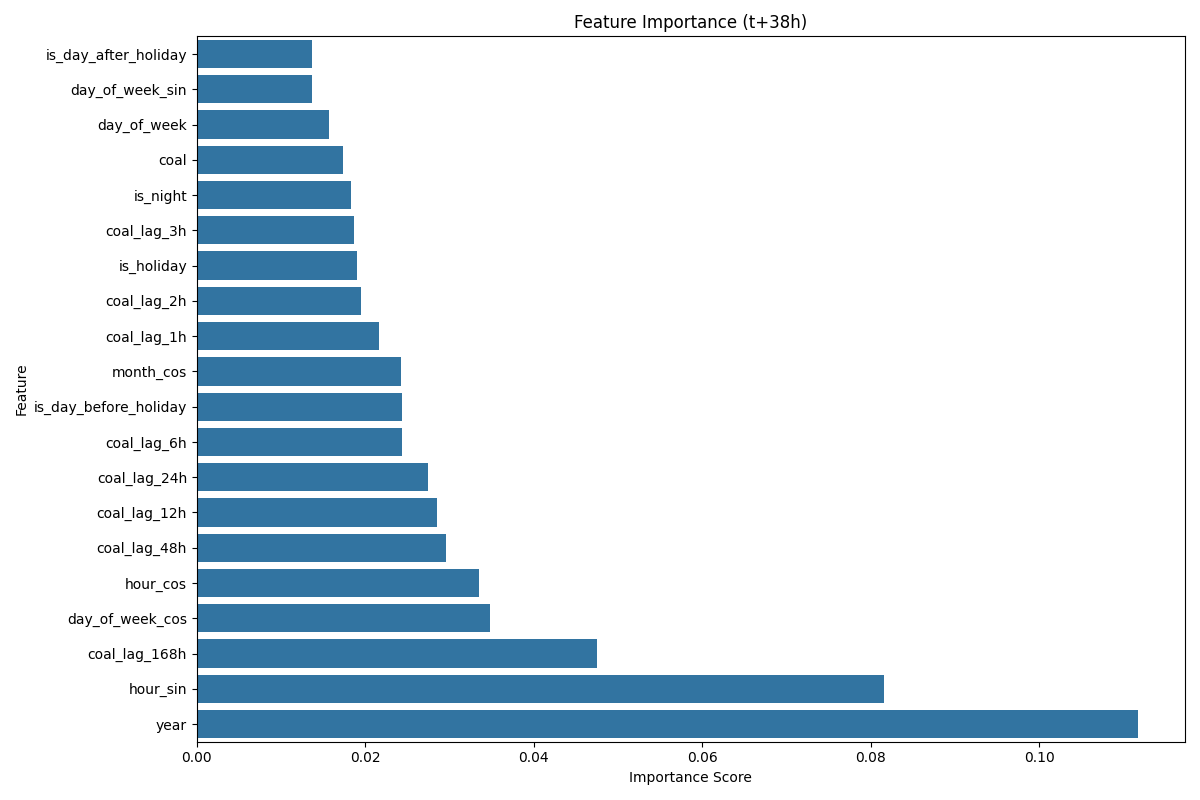 Feature Importance (t+38h)
Feature
is_day_after_holiday
day_of_week_sin
day_of_week
coal
is_night
coal_lag_3h
is_holiday
coal_lag_2h
coal_lag_1h
month_cos
is_day_before_holiday
coal_lag_6h
coal_lag_24h
coal_lag_12h
coal_lag_48h
hour_cos
day_of_week_cos
coal_lag_168h
hour_sin
year
0.00 0.02 0.04 0.06 0.08 0.10
Importance Score